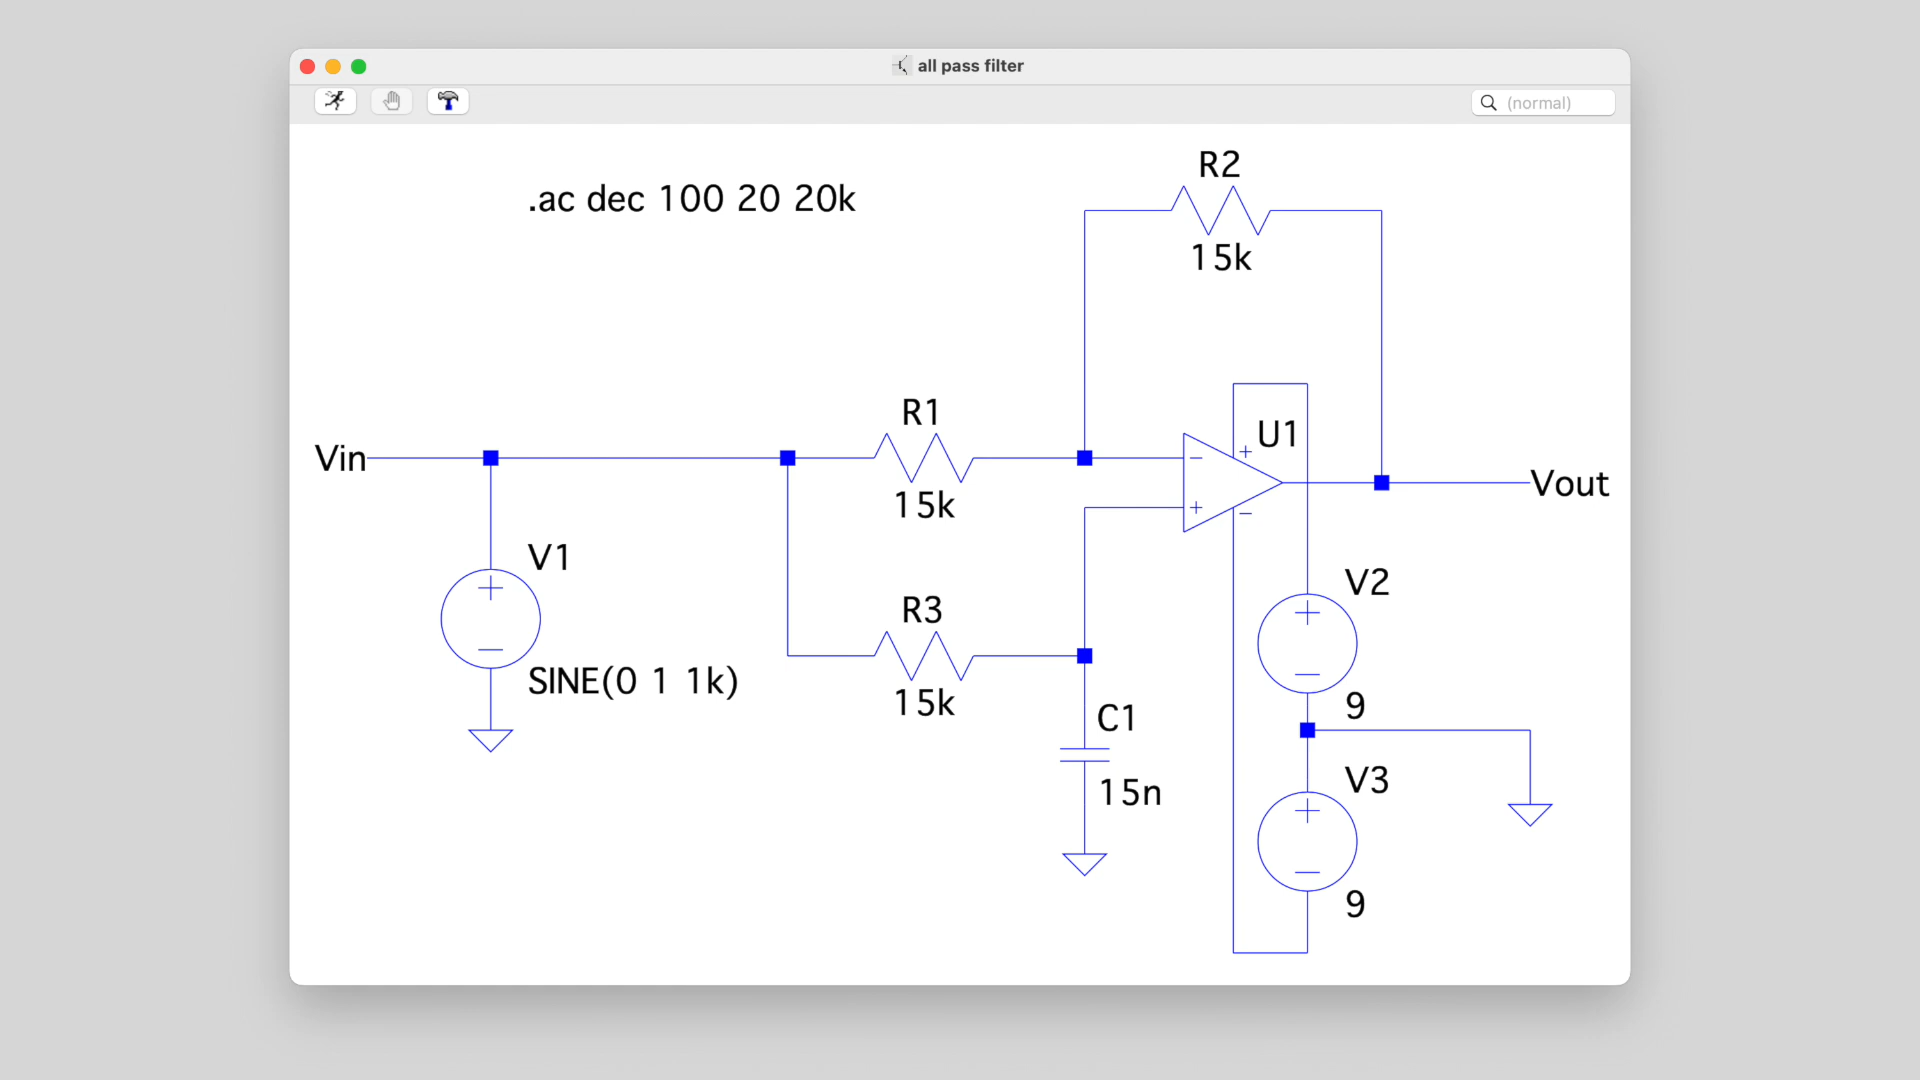 all pass filter
(normal)
.ac dec 100 20 20k
R2
15k
R1
15k
U1
Vin
Vout
V1
SINE(0 1 1k)
R3
15k
C1
15n
V2
9
V3
9